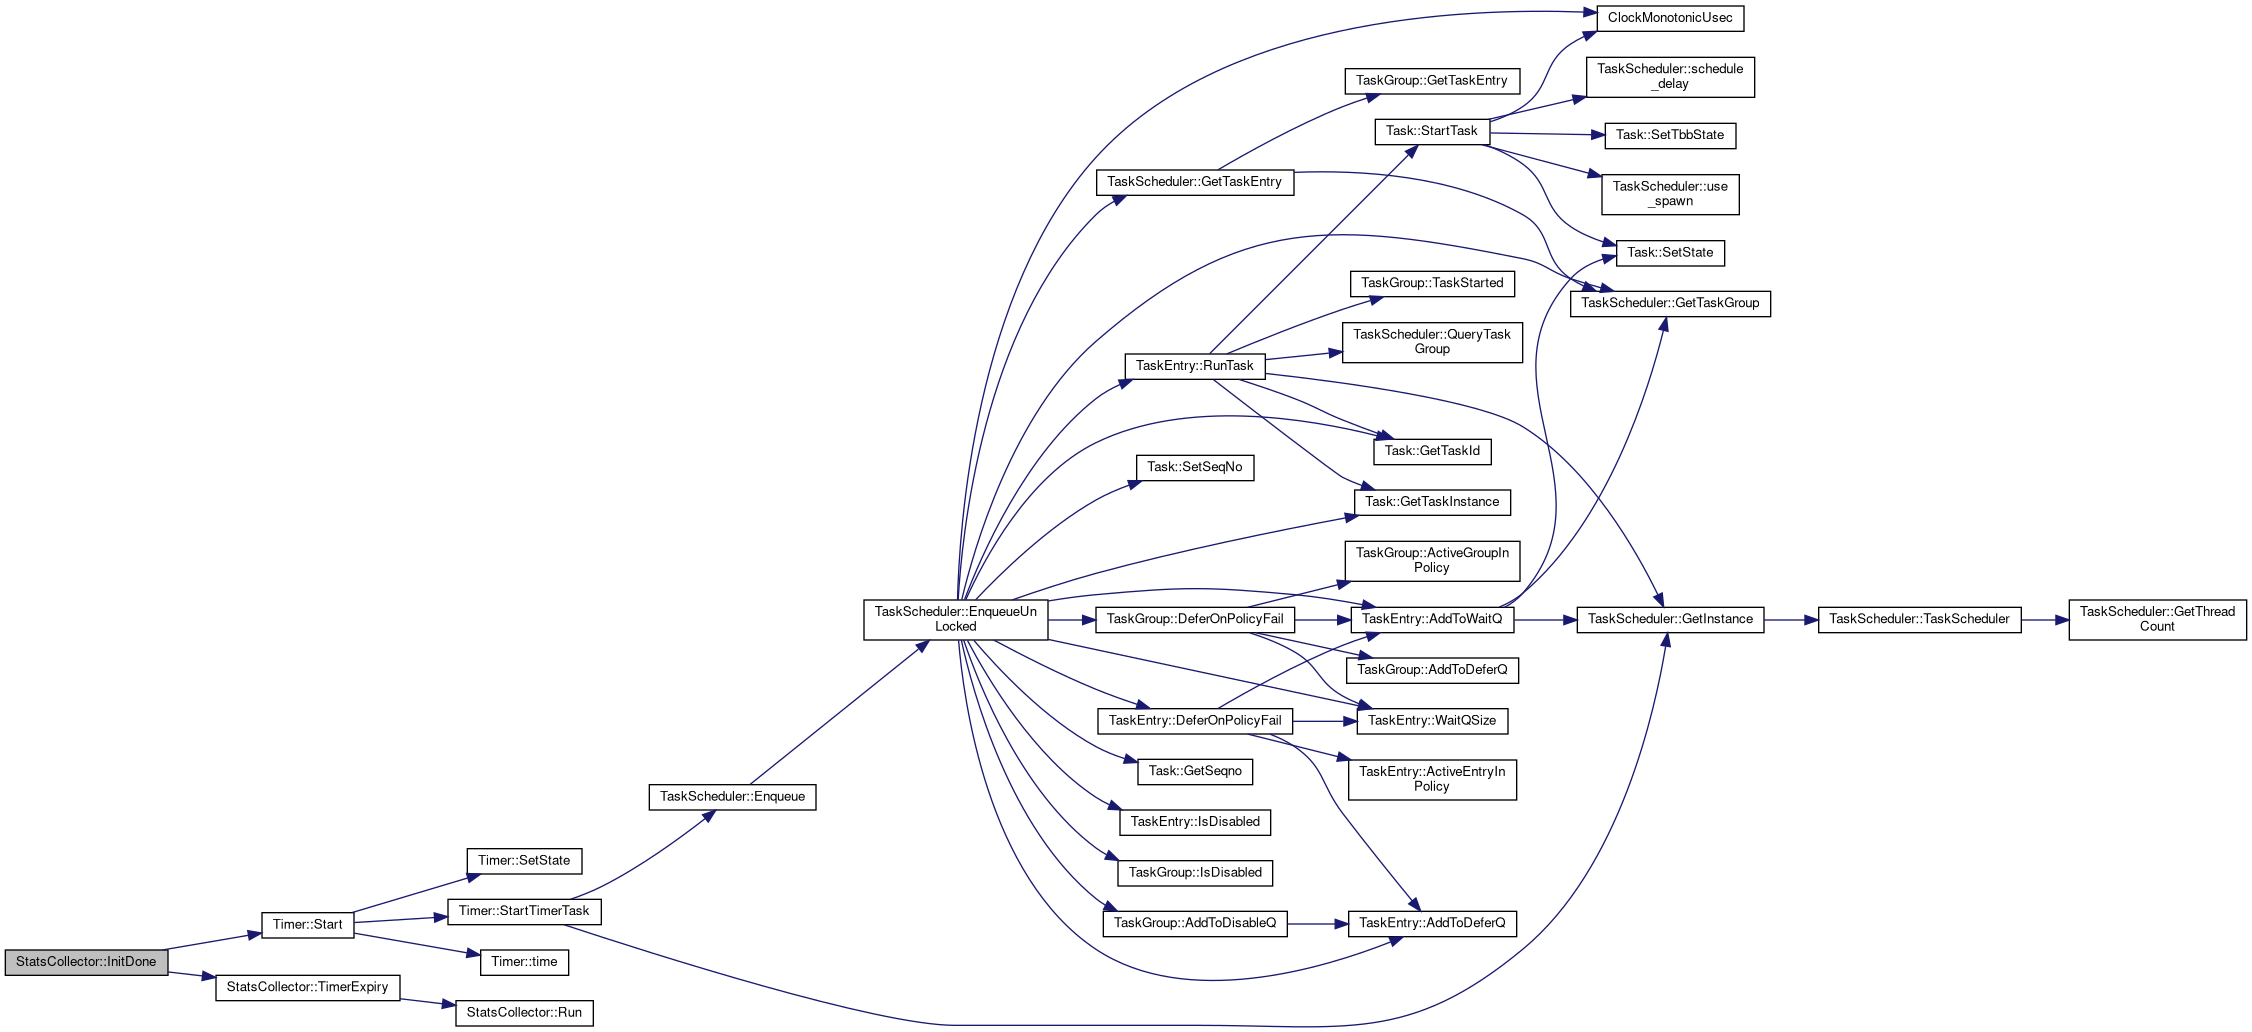 ClockMonotonicUsec
TaskScheduler::schedule
_delay
TaskGroup::GetTaskEntry
Task::StartTask
Task::SetTbbState
TaskScheduler::GetTaskEntry
TaskScheduler::use
_spawn
Task::SetState
TaskGroup::TaskStarted
TaskScheduler::GetTaskGroup
TaskScheduler::QueryTask
Group
TaskEntry::RunTask
Task::GetTaskId
Task::SetSeqNo
Task::GetTaskInstance
TaskGroup::ActiveGroupIn
Policy
TaskScheduler::EnqueueUn
Locked
TaskGroup::DeferOnPolicyFail
TaskEntry::AddToWaitQ
TaskScheduler::GetInstance
TaskScheduler::TaskScheduler
TaskScheduler::GetThread
Count
TaskGroup::AddToDeferQ
TaskEntry::DeferOnPolicyFail
TaskEntry::WaitQSize
Task::GetSeqno
TaskEntry::ActiveEntryIn
Policy
TaskScheduler::Enqueue
TaskEntry::IsDisabled
Timer::SetState
TaskGroup::IsDisabled
Timer::StartTimerTask
Timer::Start
TaskGroup::AddToDisableQ
TaskEntry::AddToDeferQ
StatsCollector::InitDone
Timer::time
StatsCollector::TimerExpiry
StatsCollector::Run